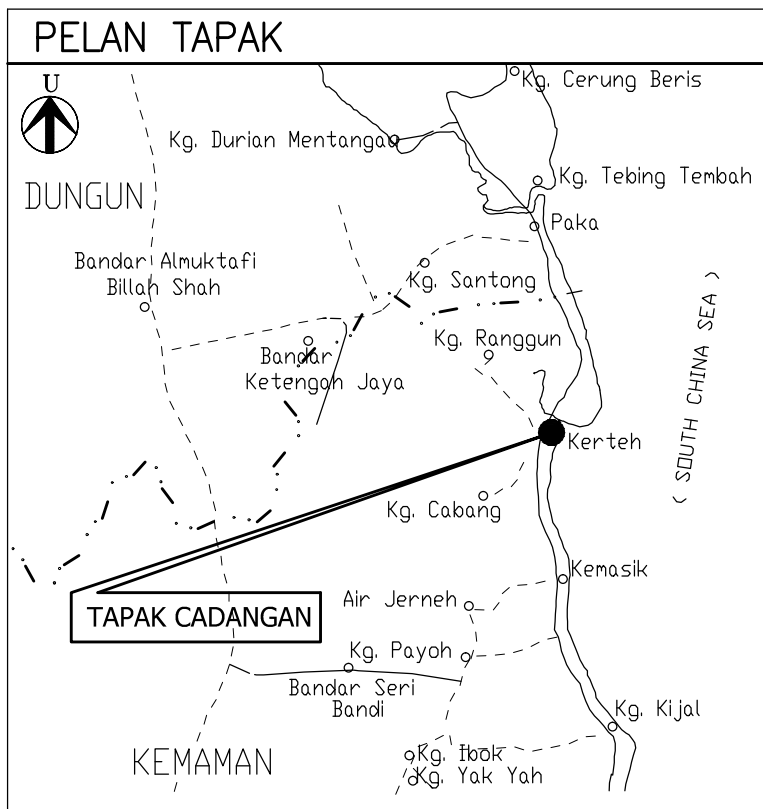 PELAN TAPAK
U
Kg. Cerung Beris
Kg. Durian Mentangau
Kg. Tebing Tembah
DUNGUN
Paka
Bandar Almuktafi
Billah Shah
Kg. Santong
Kg. Ranggun
Bandar
Ketengah Jaya
( SOUTH CHINA SEA )
Kerteh
Kg. Cabang
Kemasik
Air Jerneh
TAPAK CADANGAN
Kg. Payoh
Bandar Seri
Bandi
Kg. Kijal
KEMAMAN
Kg. Ibok
Kg. Yak Yah